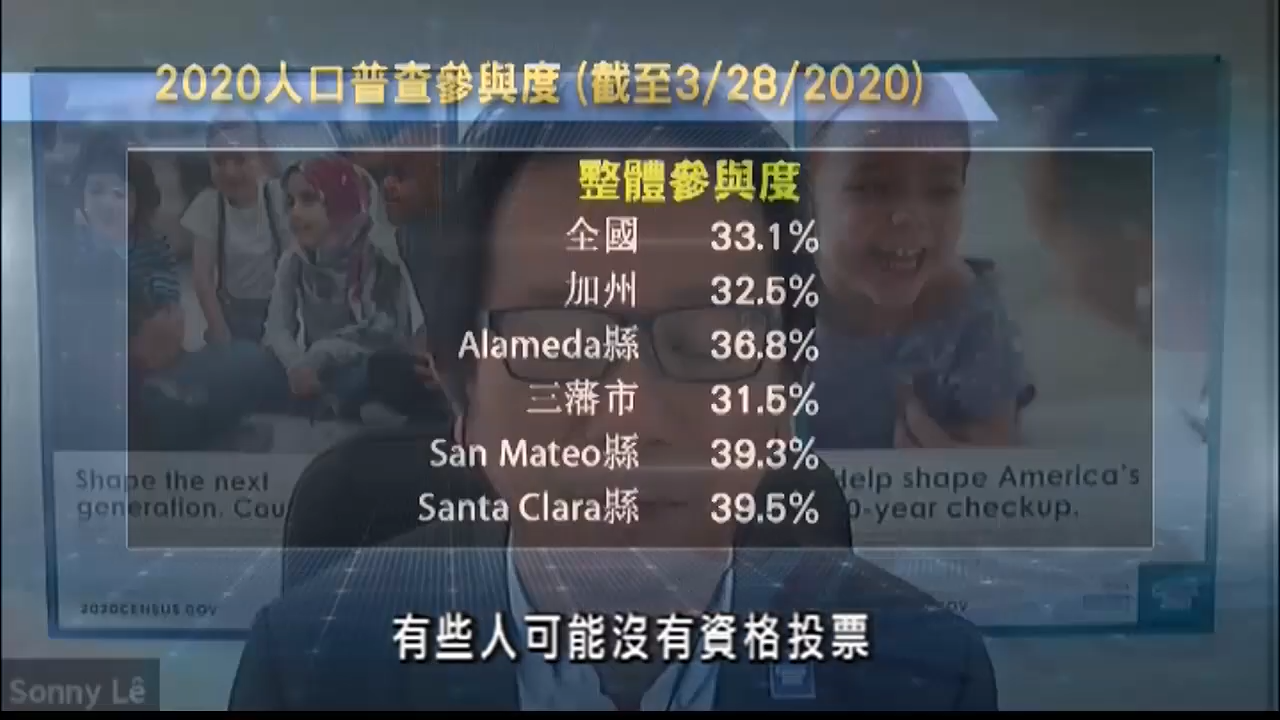 2020人口普查參與度 (截至3/28/2020)
整體參與度
全國 33.1%
加州 32.5%
Alameda縣 36.8%
三藩市 31.5%
San Mateo縣 39.3%
Santa Clara縣 39.5%
Shape the next
generation.
Help shape America's
0-year checkup.
2020CENSUS.GOV
有些人可能沒有資格投票
Sonny Lê